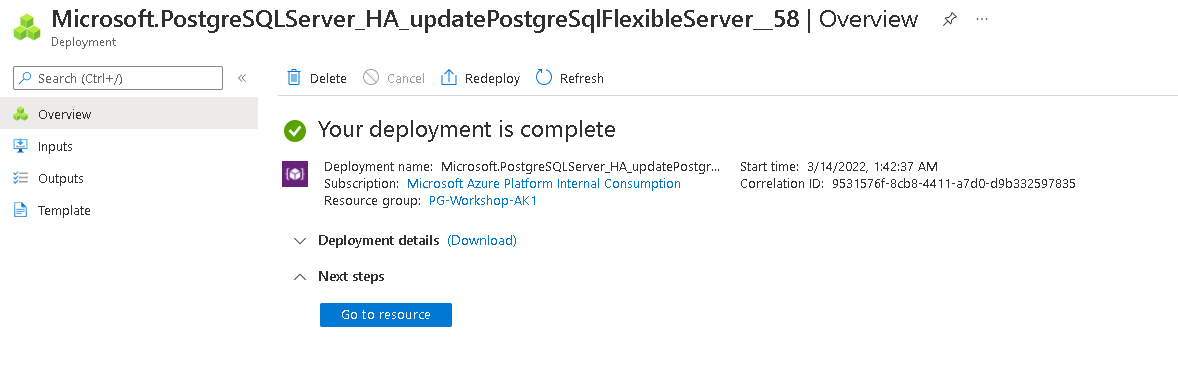 Microsoft.PostgreSQLServer_HA_updatePostgreSqlFlexibleServer__58 | Overview
Deployment
Search (Ctrl+/)
Overview
Inputs
Outputs
Template
Delete
Cancel
Redeploy
Refresh
Your deployment is complete
Deployment name: Microsoft.PostgreSQLServer_HA_updatePostgr...
Subscription: Microsoft Azure Platform Internal Consumption
Resource group: PG-Workshop-AK1
Start time: 3/14/2022, 1:42:37 AM
Correlation ID: 9531576f-8cb8-4411-a7d0-d9b332597835
Deployment details (Download)
Next steps
Go to resource